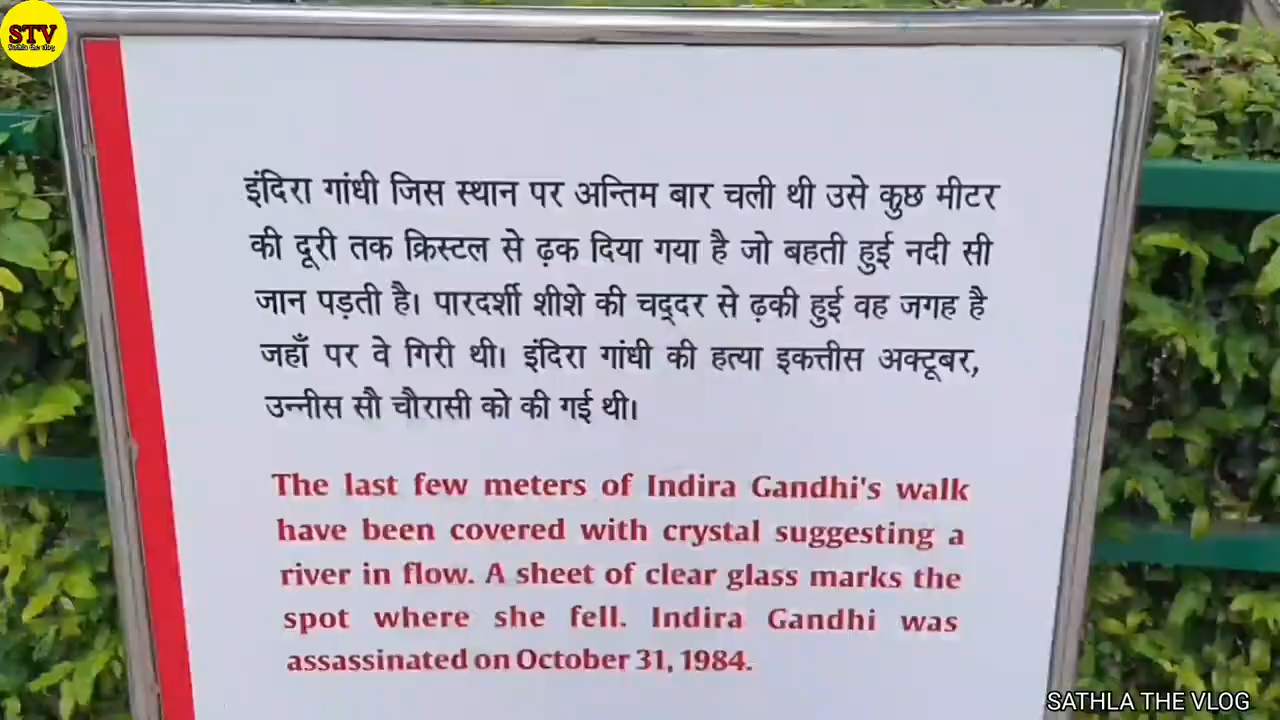 STV
Sathla the vlog
इंदिरा गांधी जिस स्थान पर अन्तिम बार चली थी उसे कुछ मीटर
की दूरी तक क्रिस्टल से ढ़क दिया गया है जो बहती हुई नदी सी
जान पड़ती है। पारदर्शी शीशे की चद्दर से ढ़की हुई वह जगह है
जहाँ पर वे गिरी थी। इंदिरा गांधी की हत्या इकत्तीस अक्टूबर,
उन्नीस सौ चौरासी को की गई थी।
The last few meters of Indira Gandhi's walk
have been covered with crystal suggesting a
river in flow. A sheet of clear glass marks the
spot where she fell. Indira Gandhi was
assassinated on October 31, 1984.
SATHLA THE VLOG